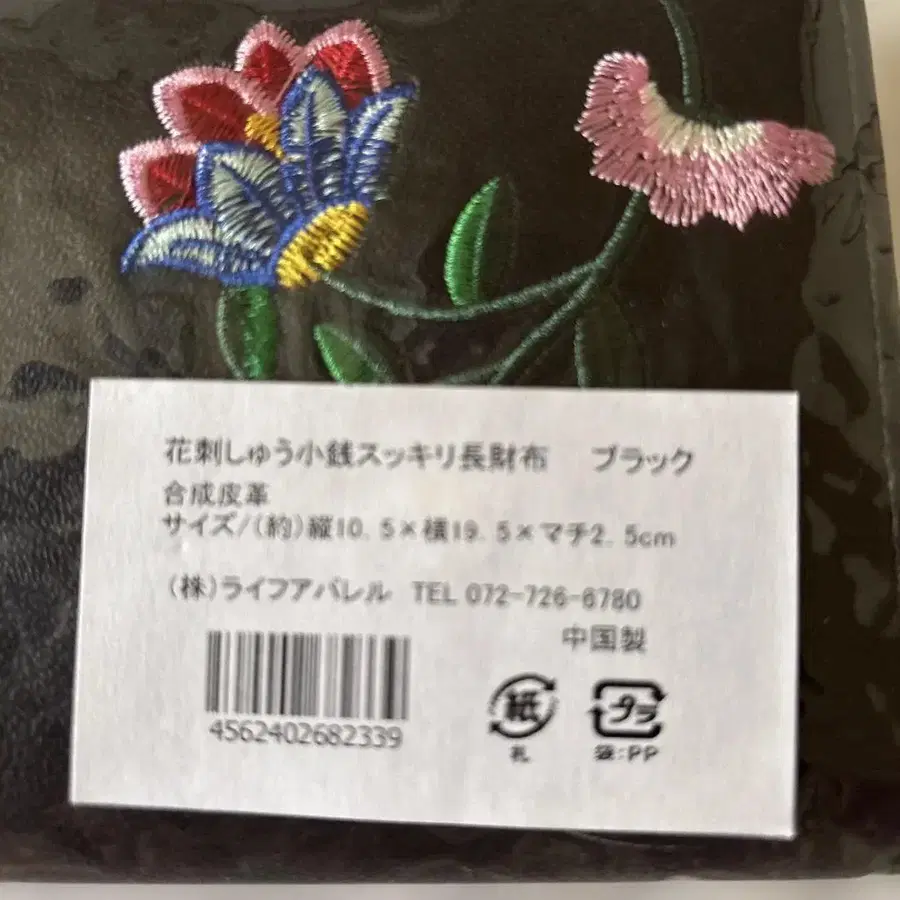 花刺しゅう小銭スッキリ長財布　ブラック
合成皮革
サイズ/(約)縦10.5×横19.5×マチ2.5cm
(株)ライフアパレル TEL 072-726-6780
中国製
4562402682339
紙 プラ
札 袋:PP